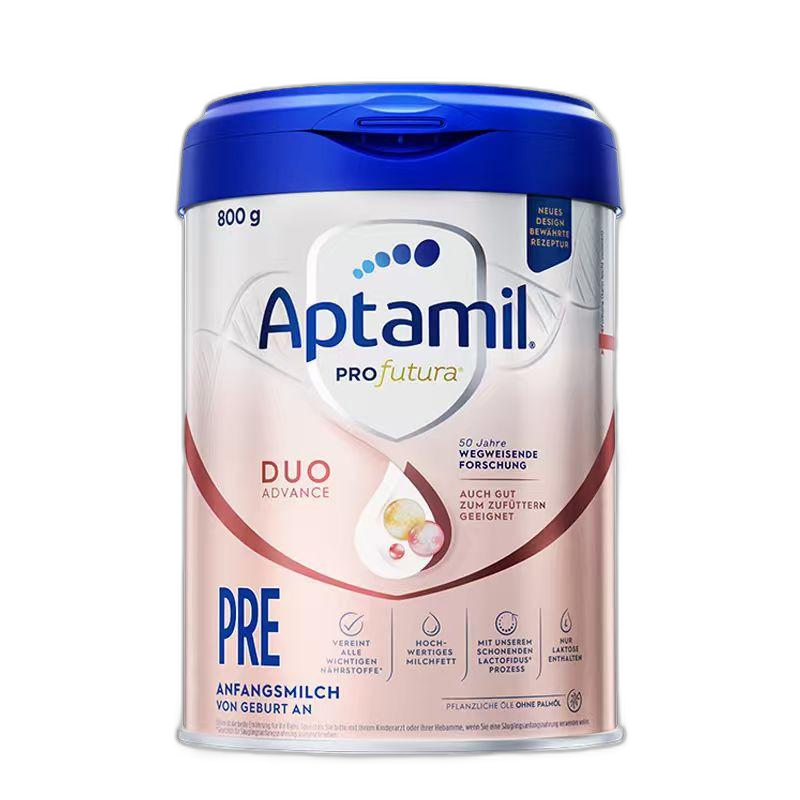 800 g
NEUES
DESIGN
BEWÄHRTE
REZEPTUR
Aptamil®
PROfutura®
DUO
ADVANCE
50 Jahre
WEGWEISENDE
FORSCHUNG
AUCH GUT
ZUM ZUFÜTTERN
GEEIGNET
PRE
VEREINT
ALLE
WICHTIGEN
NÄHRSTOFFE*
HOCH-
WERTIGES
MILCHFETT
MIT UNSEREM
SCHONENDEN
LACTOFIDUS®
PROZESS
NUR
LAKTOSE
ENTHALTEN
ANFANGSMILCH
VON GEBURT AN
PFLANZLICHE ÖLE OHNE PALMÖL